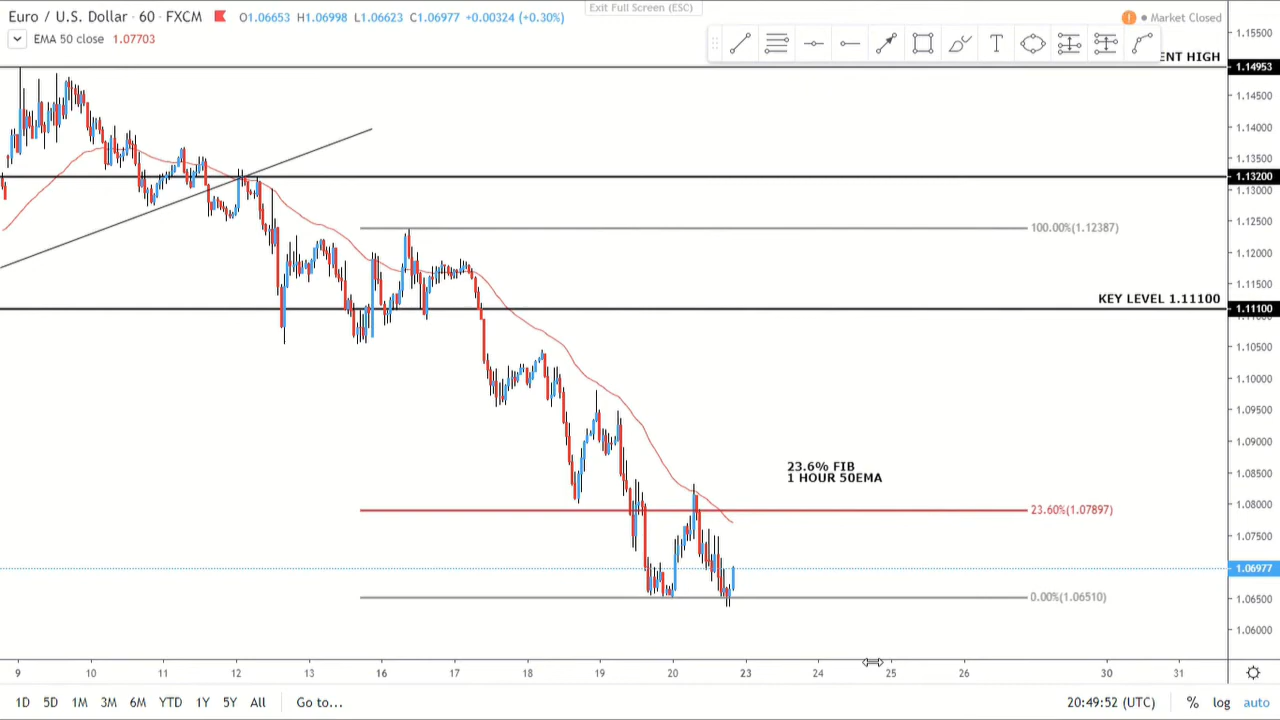 Euro / U.S. Dollar · 60 · FXCM O1.06653 H1.06998 L1.06623 C1.06977 +0.00324 (+0.30%)
Exit Full Screen (ESC)
Market Closed
EMA 50 close 1.07703
T
ENT HIGH
1.15500
1.14953
1.14500
1.14000
1.13500
1.13200
1.13000
1.12500
100.00%(1.12387)
1.12000
1.11500
KEY LEVEL 1.11100
1.11100
1.11000
1.10500
1.10000
1.09500
1.09000
1.08500
23.6% FIB
1 HOUR 50EMA
1.08000
23.60%(1.07897)
1.07500
1.06977
1.06500
0.00%(1.06510)
1.06000
9 10 11 12 13 16 17 18 19 20 23 24 25 26 30 31
1D 5D 1M 3M 6M YTD 1Y 5Y All Go to... 20:49:52 (UTC) % log auto